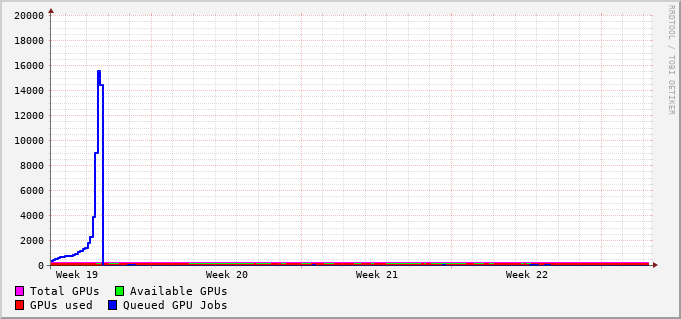 20000
18000
16000
14000
12000
10000
8000
6000
4000
2000
0
Week 19 Week 20 Week 21 Week 22
Total GPUs Available GPUs
GPUs used Queued GPU Jobs
RRDTOOL / TOBI OETIKER